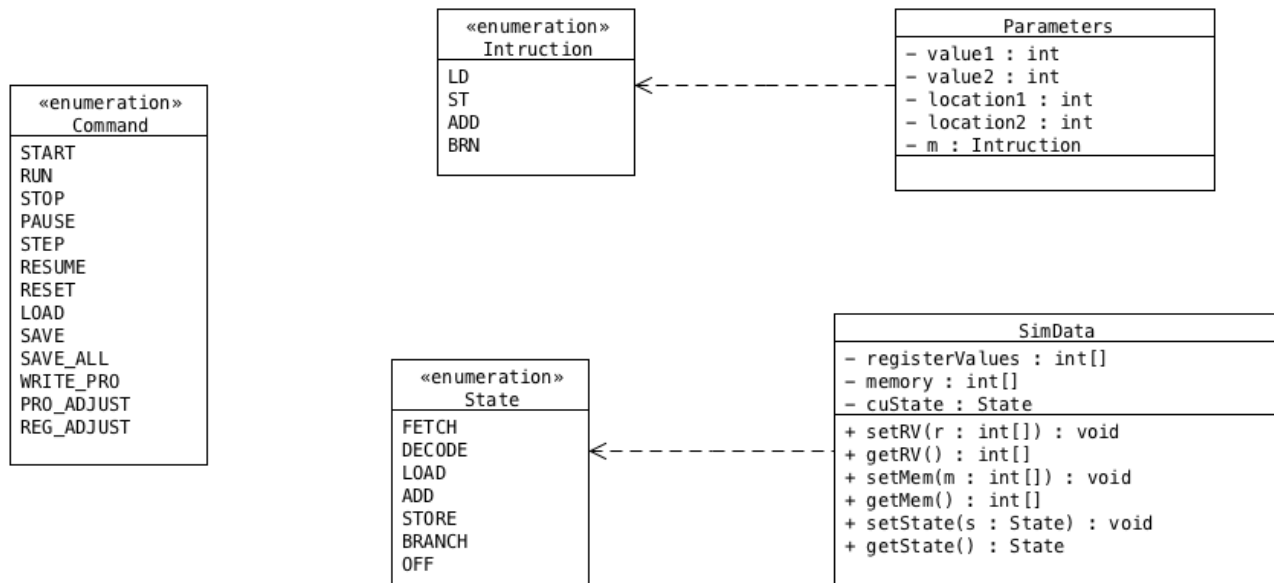 «enumeration»
Command
START
RUN
STOP
PAUSE
STEP
RESUME
RESET
LOAD
SAVE
SAVE_ALL
WRITE_PRO
PRO_ADJUST
REG_ADJUST
«enumeration»
Intruction
LD
ST
ADD
BRN
Parameters
- value1 : int
- value2 : int
- location1 : int
- location2 : int
- m : Intruction
«enumeration»
State
FETCH
DECODE
LOAD
ADD
STORE
BRANCH
OFF
SimData
- registerValues : int[]
- memory : int[]
- cuState : State
+ setRV(r : int[]) : void
+ getRV() : int[]
+ setMem(m : int[]) : void
+ getMem() : int[]
+ setState(s : State) : void
+ getState() : State